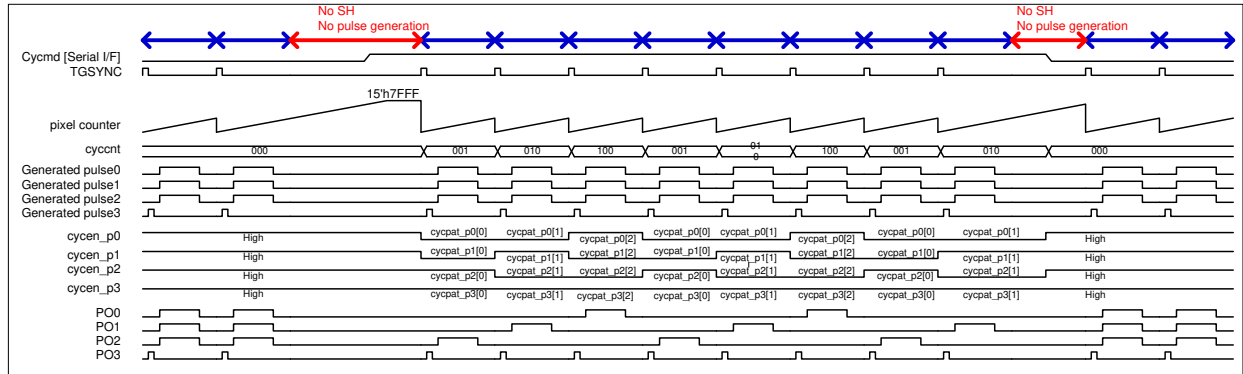 No SH
No pulse generation
No SH
No pulse generation
Cycmd [Serial I/F]
TGSYNC
15'h7FFF
pixel counter
cyccnt 000 001 010 100 001 01 0 100 001 010 000
Generated pulse0
Generated pulse1
Generated pulse2
Generated pulse3
cycen_p0 High cycpat_p0[0] cycpat_p0[1] cycpat_p0[2] cycpat_p0[0] cycpat_p0[1] cycpat_p0[2] cycpat_p0[0] cycpat_p0[1] High
cycen_p1 High cycpat_p1[0] cycpat_p1[1] cycpat_p1[2] cycpat_p1[0] cycpat_p1[1] cycpat_p1[2] cycpat_p1[0] cycpat_p1[1] High
cycen_p2 High cycpat_p2[0] cycpat_p2[1] cycpat_p2[2] cycpat_p2[0] cycpat_p2[1] cycpat_p2[2] cycpat_p2[0] cycpat_p2[1] High
cycen_p3 High cycpat_p3[0] cycpat_p3[1] cycpat_p3[2] cycpat_p3[0] cycpat_p3[1] cycpat_p3[2] cycpat_p3[0] cycpat_p3[1] High
PO0
PO1
PO2
PO3